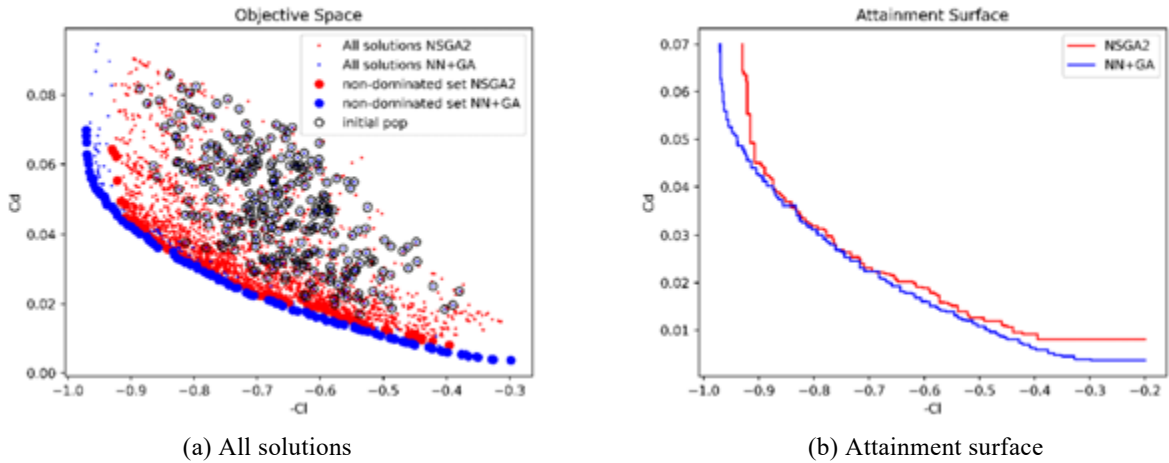 Objective Space
All solutions NSGA2
All solutions NN+GA
non-dominated set NSGA2
non-dominated set NN+GA
initial pop
0.08
0.06
0.04
0.02
0.00
Cd
−1.0 −0.9 −0.8 −0.7 −0.6 −0.5 −0.4 −0.3
-Cl
(a) All solutions
Attainment Surface
NSGA2
NN+GA
0.07
0.06
0.05
0.04
0.03
0.02
0.01
Cd
−1.0 −0.9 −0.8 −0.7 −0.6 −0.5 −0.4 −0.3 −0.2
-Cl
(b) Attainment surface